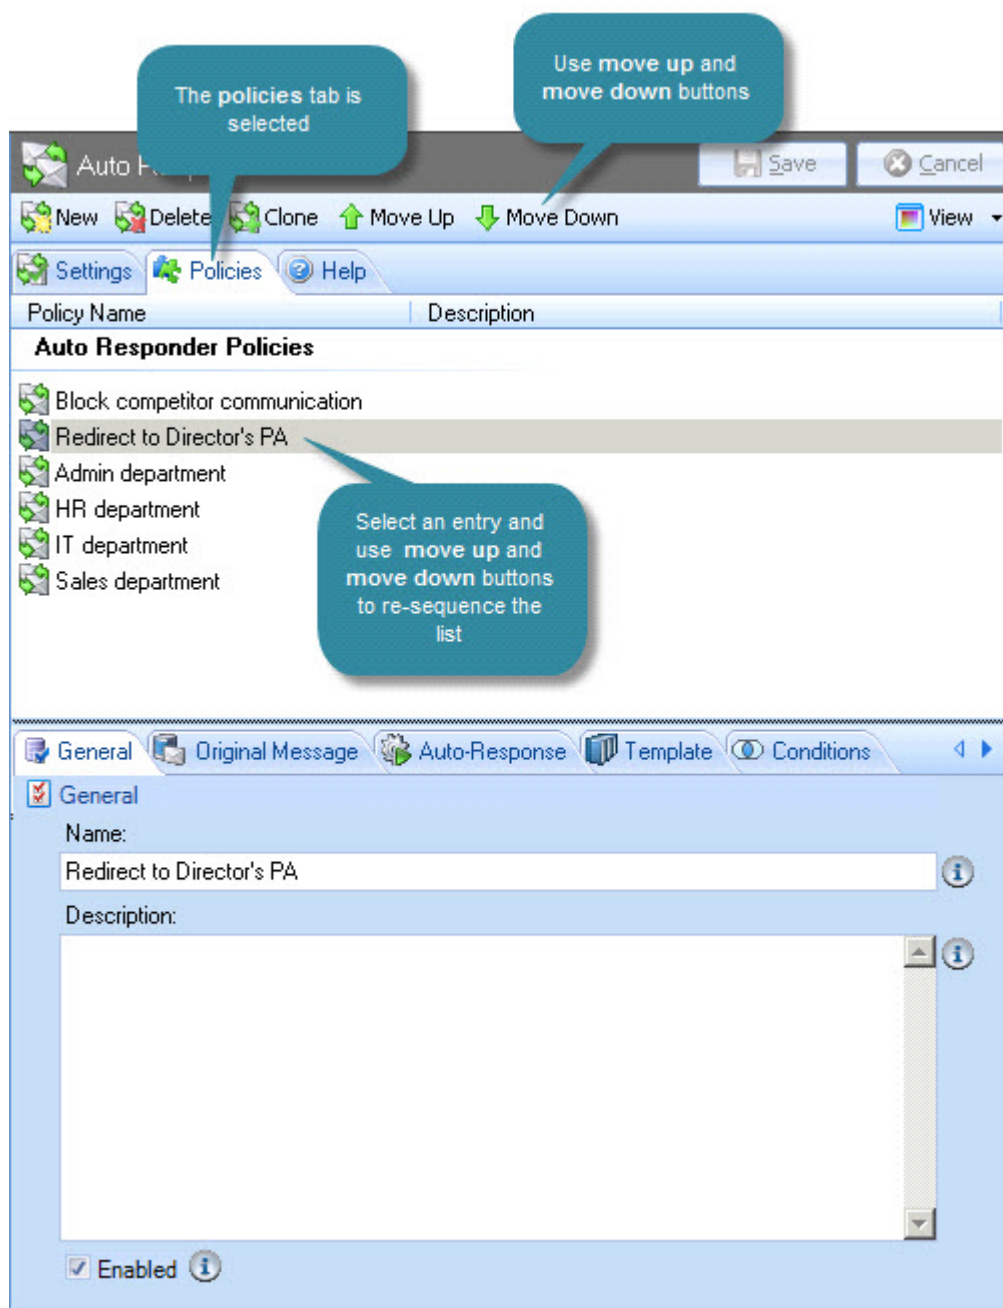 The policies tab is
selected
Use move up and
move down buttons
Auto
Save
Cancel
New Delete Clone Move Up Move Down View
Settings Policies Help
Policy Name Description
Auto Responder Policies
Block competitor communication
Redirect to Director's PA
Admin department
HR department
IT department
Sales department
Select an entry and
use move up and
move down buttons
to re-sequence the
list
General Original Message Auto-Response Template Conditions
General
Name:
Redirect to Director's PA
Description:
Enabled